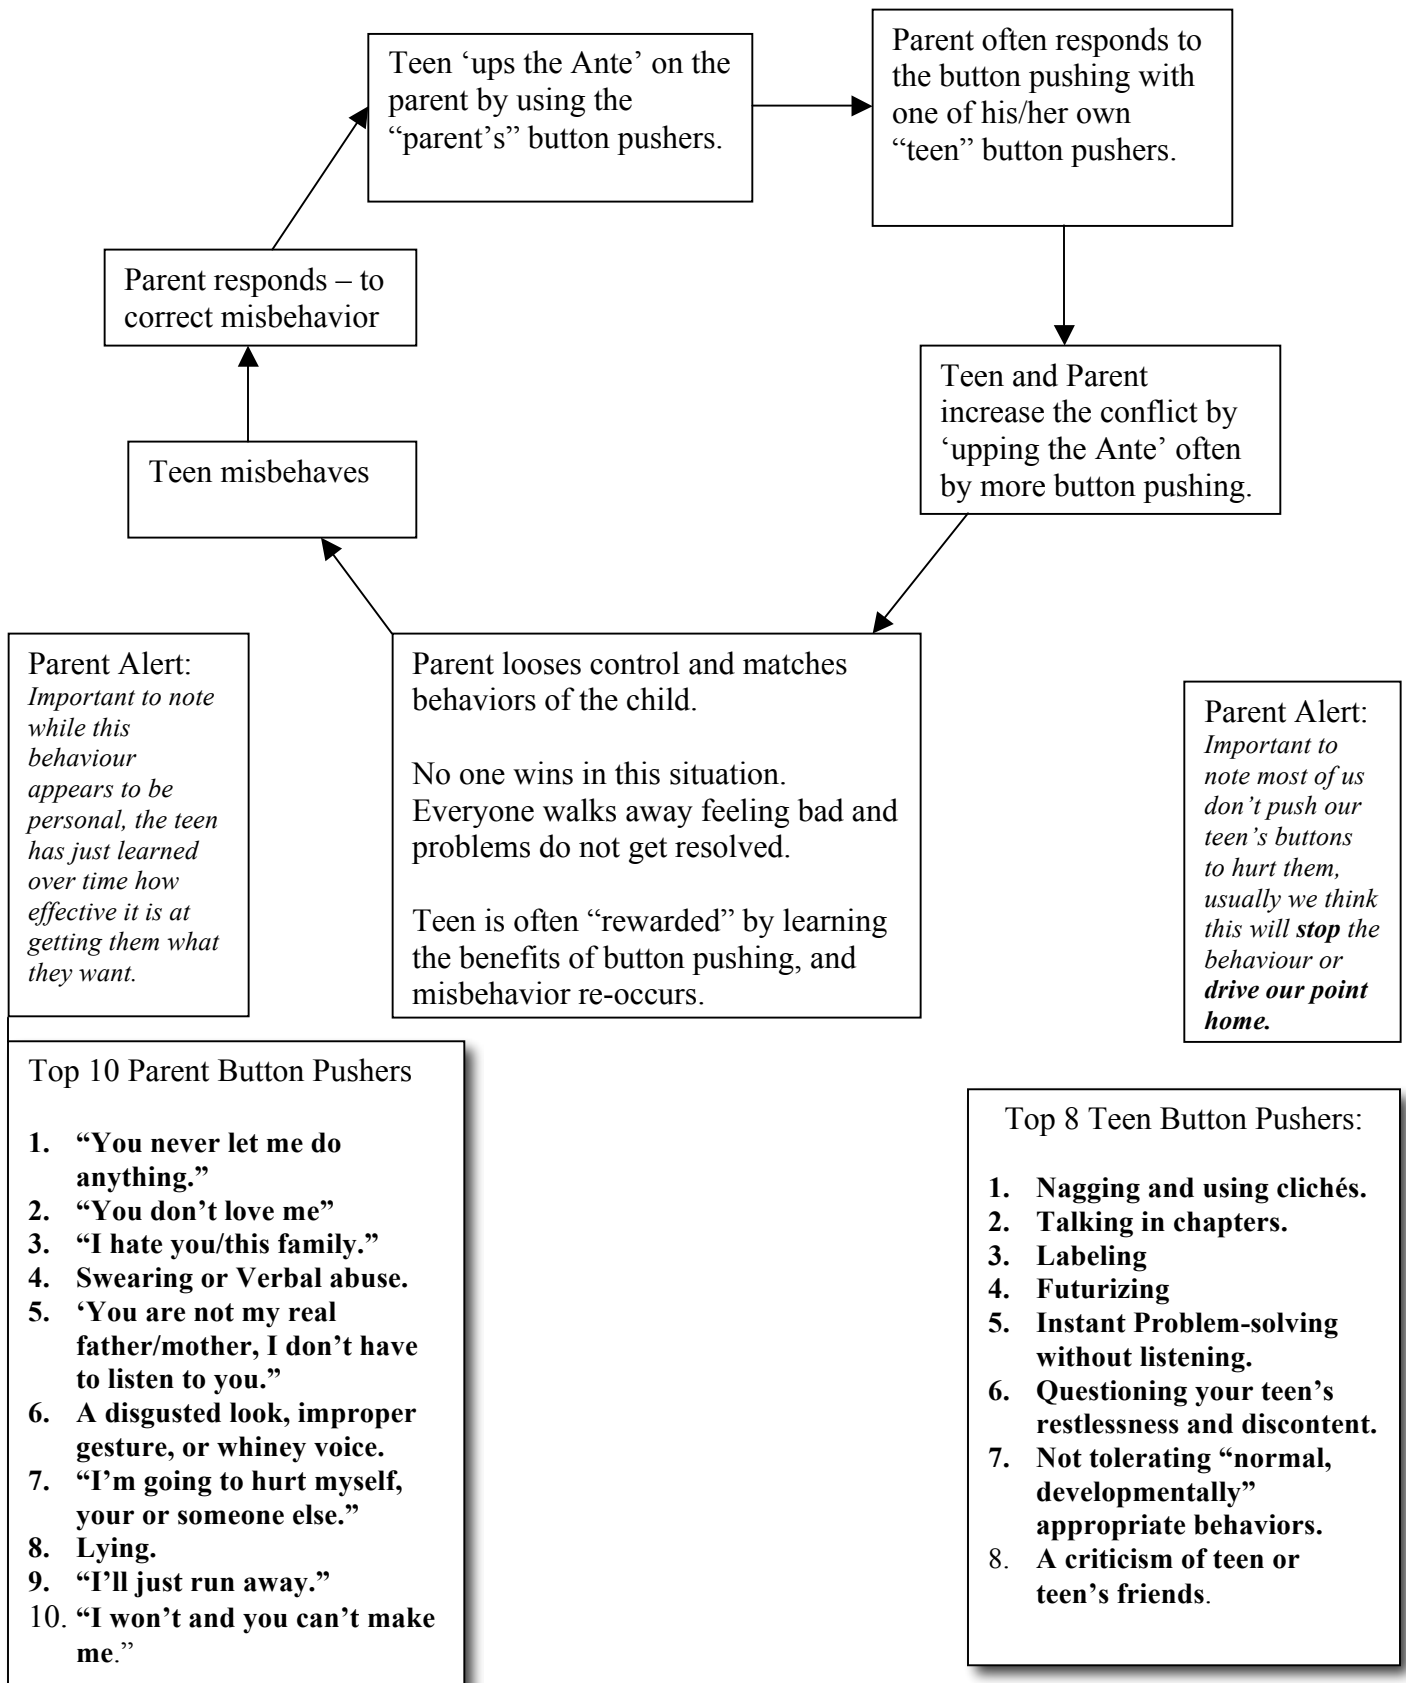 Teen ‘ups the Ante’ on the
parent by using the
“parent’s” button pushers.
Parent often responds to
the button pushing with
one of his/her own
“teen” button pushers.
Parent responds – to
correct misbehavior
Teen and Parent
increase the conflict by
‘upping the Ante’ often
by more button pushing.
Teen misbehaves
Parent Alert:
Important to note
while this
behaviour
appears to be
personal, the teen
has just learned
over time how
effective it is at
getting them what
they want.
Parent looses control and matches
behaviors of the child.
No one wins in this situation.
Everyone walks away feeling bad and
problems do not get resolved.
Teen is often “rewarded” by learning
the benefits of button pushing, and
misbehavior re-occurs.
Parent Alert:
Important to
note most of us
don’t push our
teen’s buttons
to hurt them,
usually we think
this will stop the
behaviour or
drive our point
home.
Top 10 Parent Button Pushers
1. “You never let me do
anything.”
2. “You don’t love me”
3. “I hate you/this family.”
4. Swearing or Verbal abuse.
5. ‘You are not my real
father/mother, I don’t have
to listen to you.”
6. A disgusted look, improper
gesture, or whiney voice.
7. “I’m going to hurt myself,
your or someone else.”
8. Lying.
9. “I’ll just run away.”
10. “I won’t and you can’t make
me.”
Top 8 Teen Button Pushers:
1. Nagging and using clichés.
2. Talking in chapters.
3. Labeling
4. Futurizing
5. Instant Problem-solving
without listening.
6. Questioning your teen’s
restlessness and discontent.
7. Not tolerating “normal,
developmentally”
appropriate behaviors.
8. A criticism of teen or
teen’s friends.